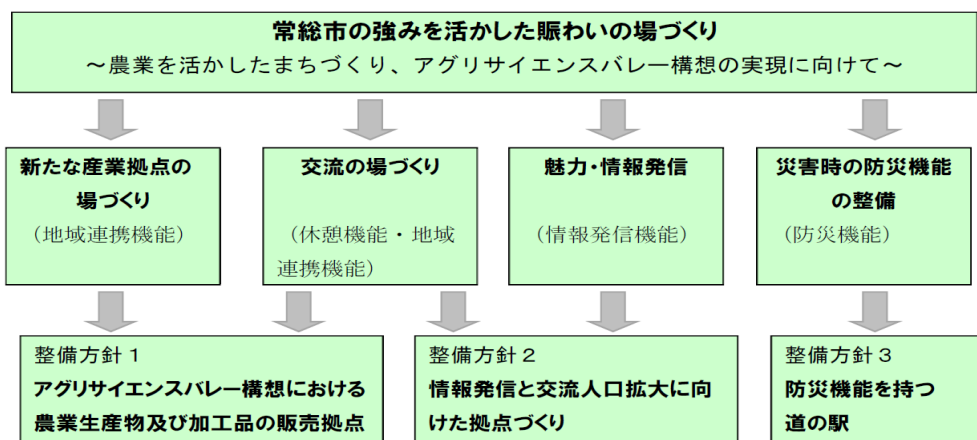 常総市の強みを活かした賑わいの場づくり
～農業を活かしたまちづくり、アグリサイエンスバレー構想の実現に向けて～
新たな産業拠点の
場づくり
（地域連携機能）
交流の場づくり
（休憩機能・地域
連携機能）
魅力・情報発信
（情報発信機能）
災害時の防災機能
の整備
（防災機能）
整備方針１
アグリサイエンスバレー構想における
農業生産物及び加工品の販売拠点
整備方針２
情報発信と交流人口拡大に向
けた拠点づくり
整備方針３
防災機能を持つ
道の駅